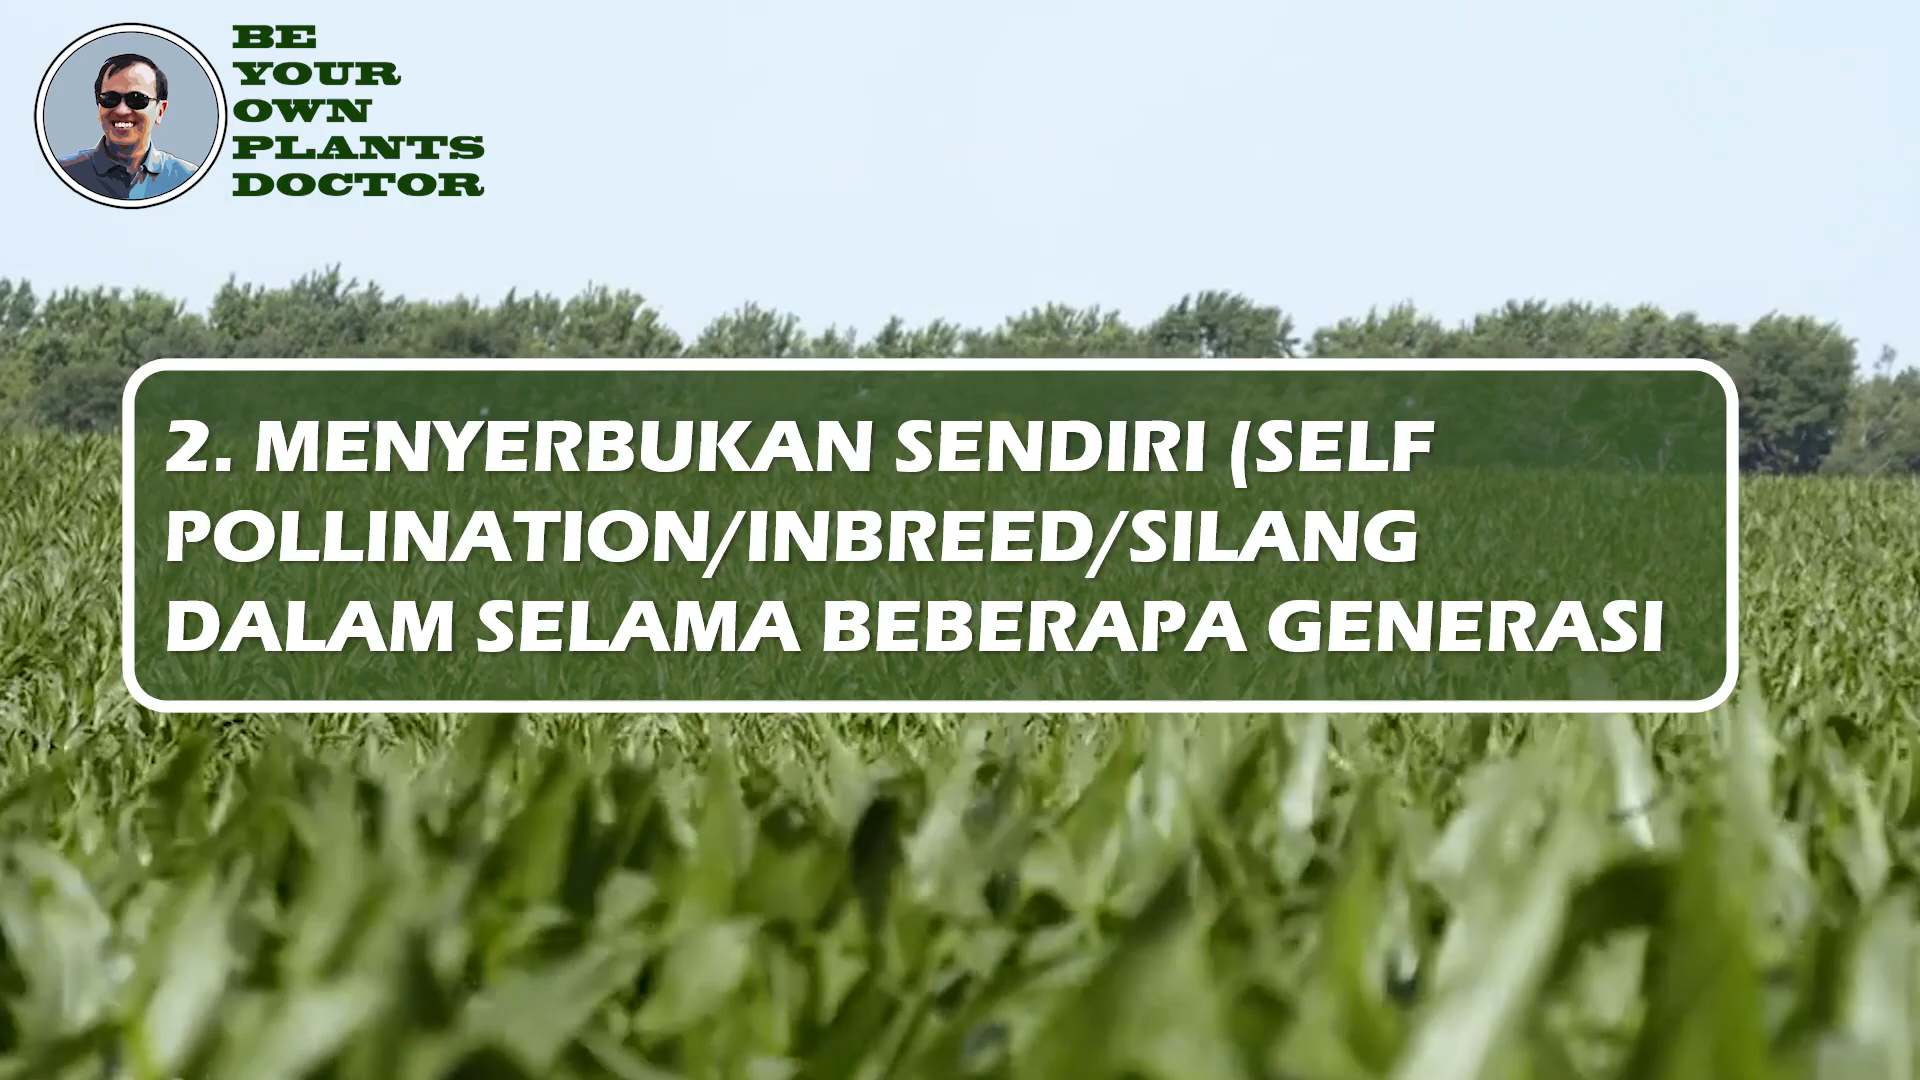 BE
YOUR
OWN
PLANTS
DOCTOR
2. MENYERBUKAN SENDIRI (SELF
POLLINATION/INBREED/SILANG
DALAM SELAMA BEBERAPA GENERASI